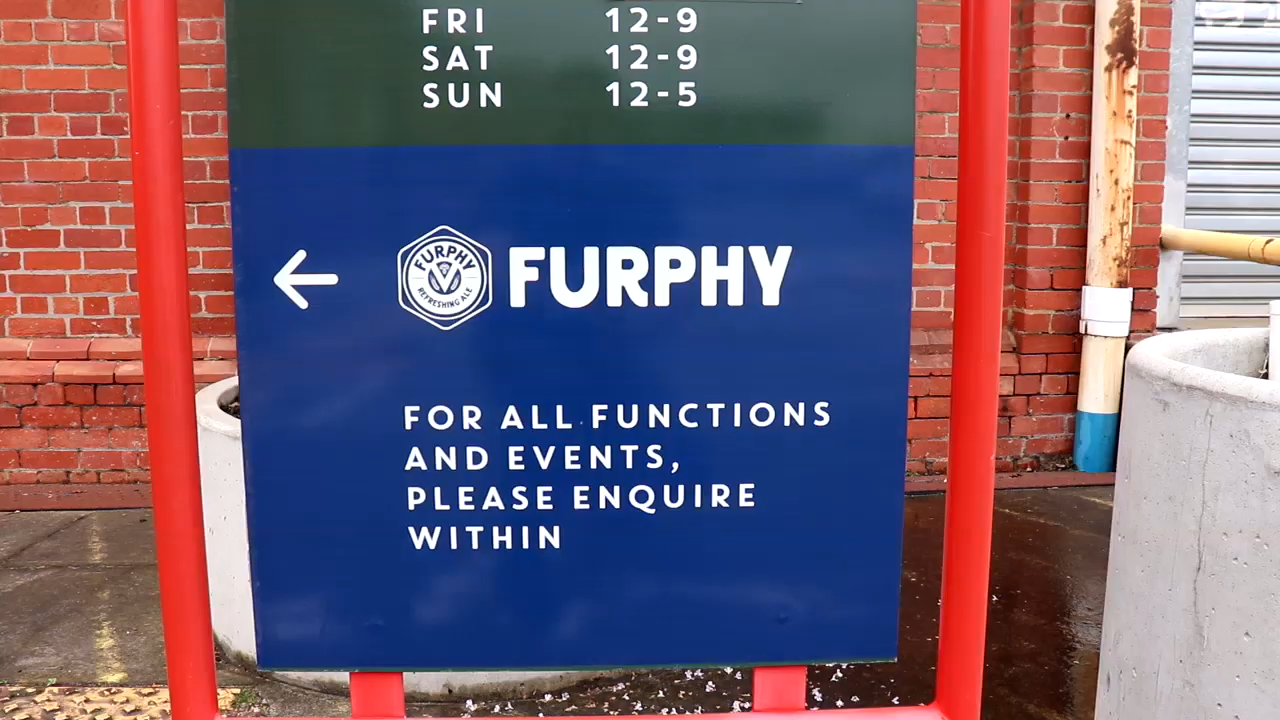 FRI 12-9
SAT 12-9
SUN 12-5
FURPHY
REFRESHING ALE
FURPHY
FOR ALL FUNCTIONS
AND EVENTS,
PLEASE ENQUIRE
WITHIN